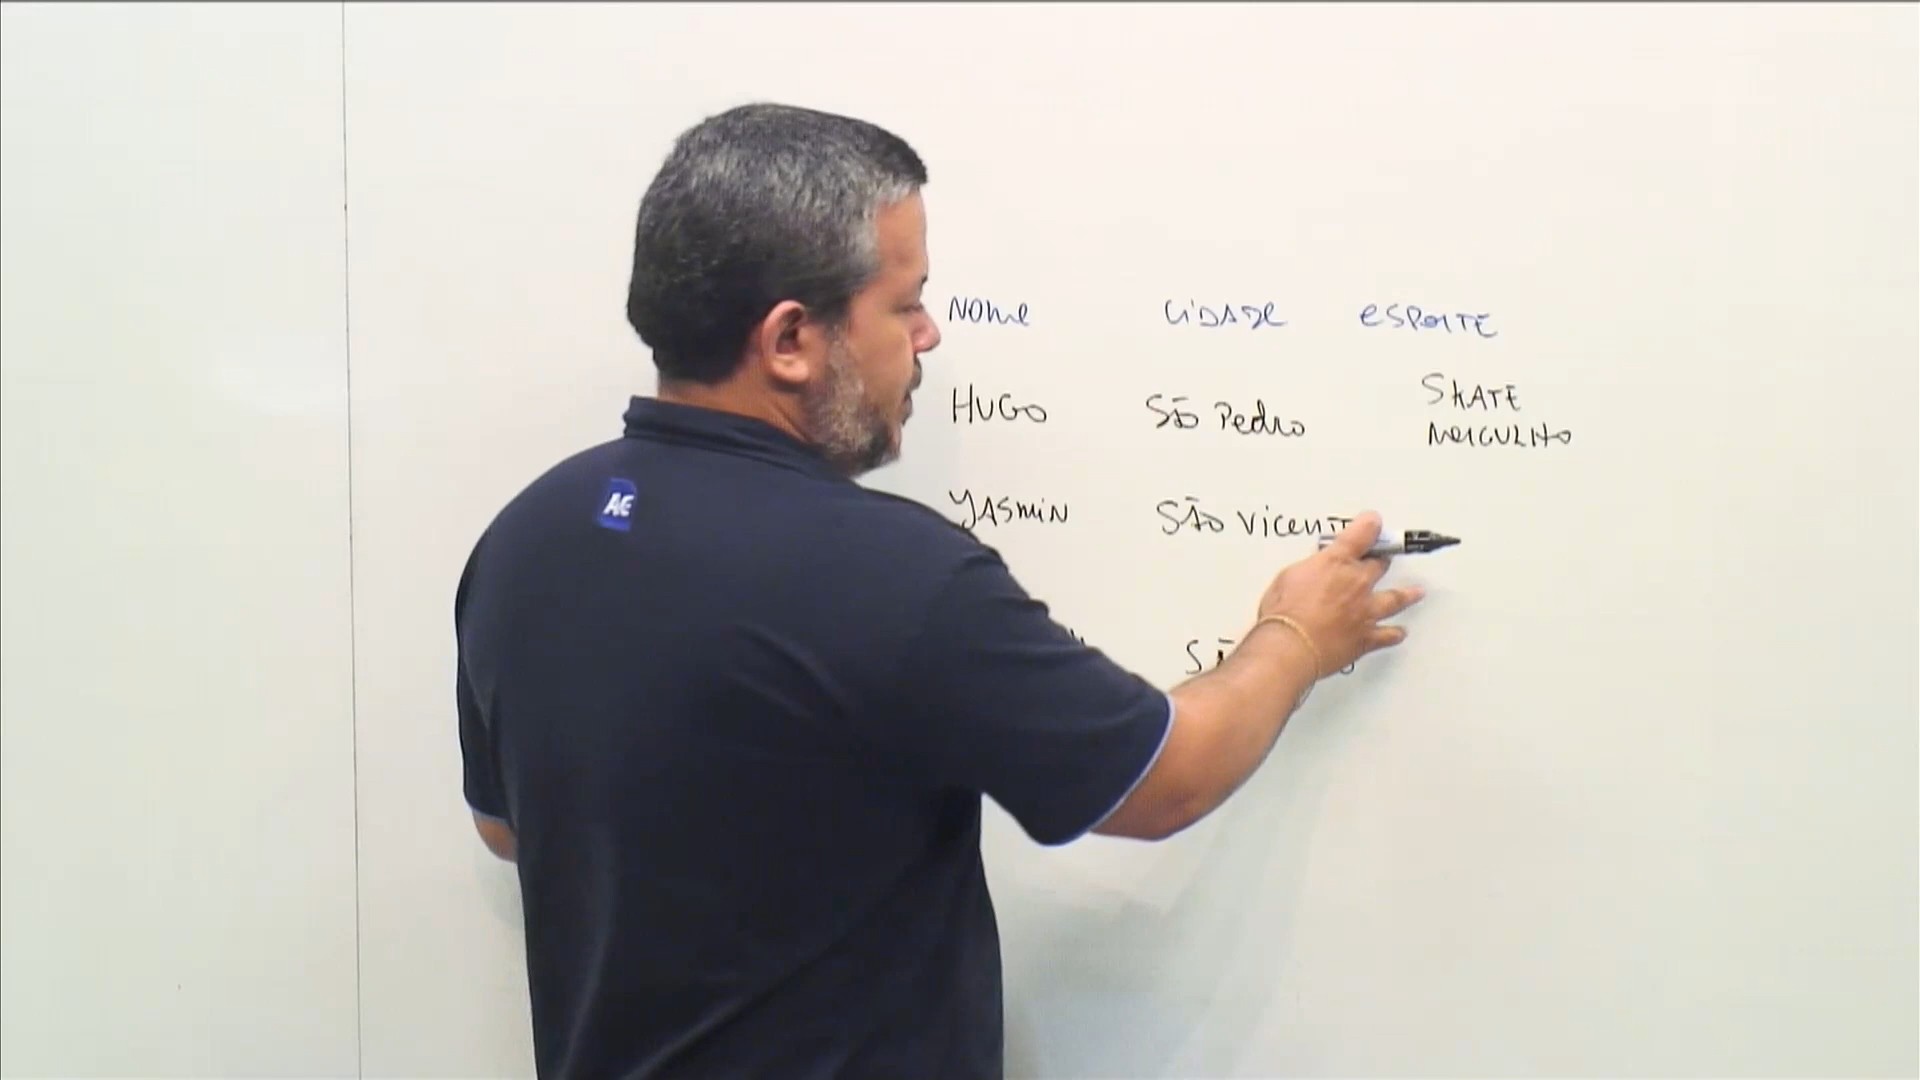 NOME CIDADE ESPORTE
HUGO SÃO PEDRO SKATE
MERGULHO
YASMIN SÃO VICENTE
AE